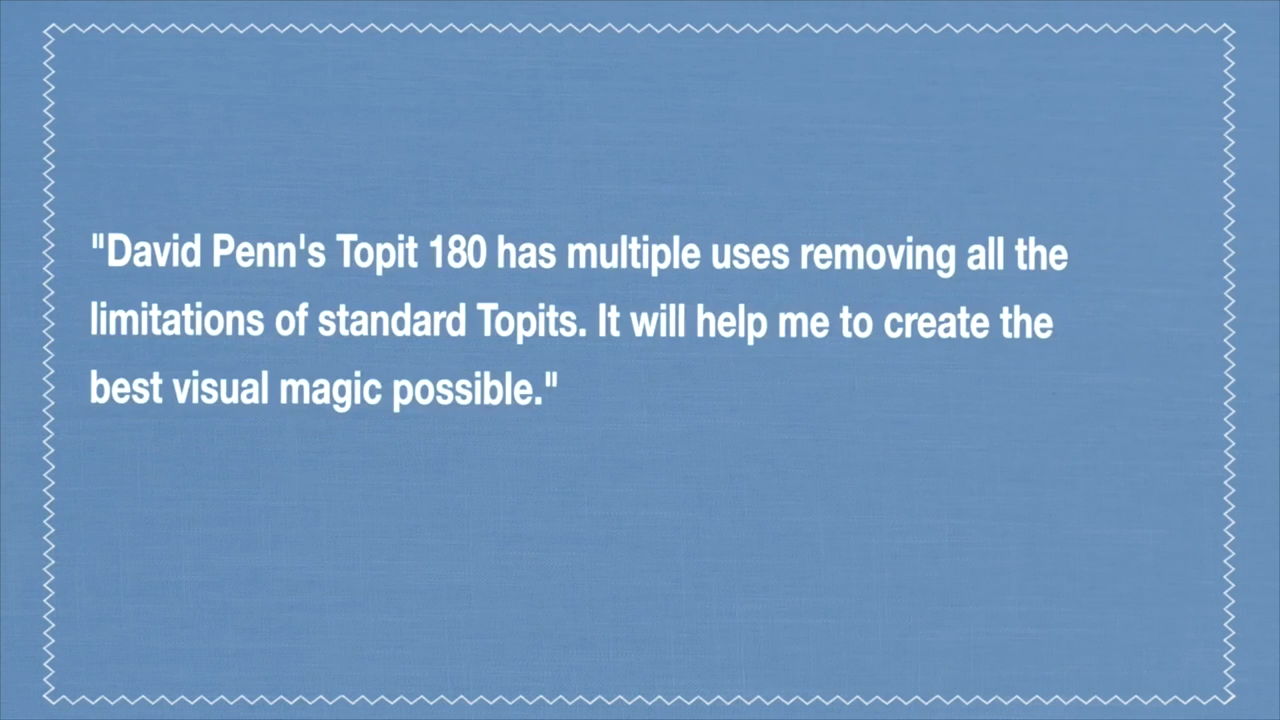 "David Penn's Topit 180 has multiple uses removing all the
limitations of standard Topits. It will help me to create the
best visual magic possible."